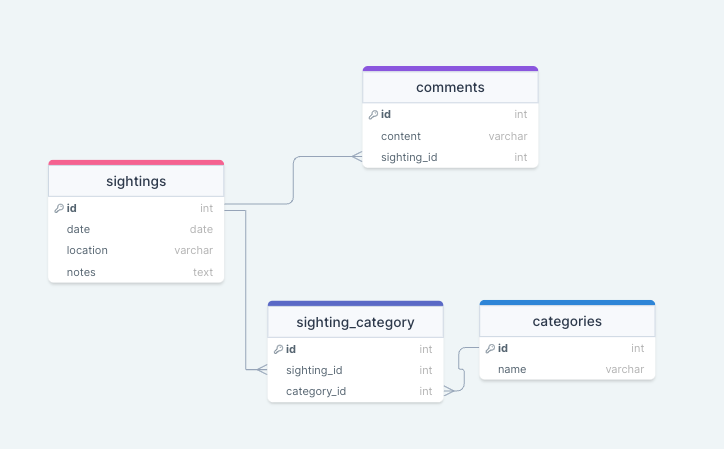 comments
id int
content varchar
sighting_id int
sightings
id int
date date
location varchar
notes text
sighting_category
id int
sighting_id int
category_id int
categories
id int
name varchar